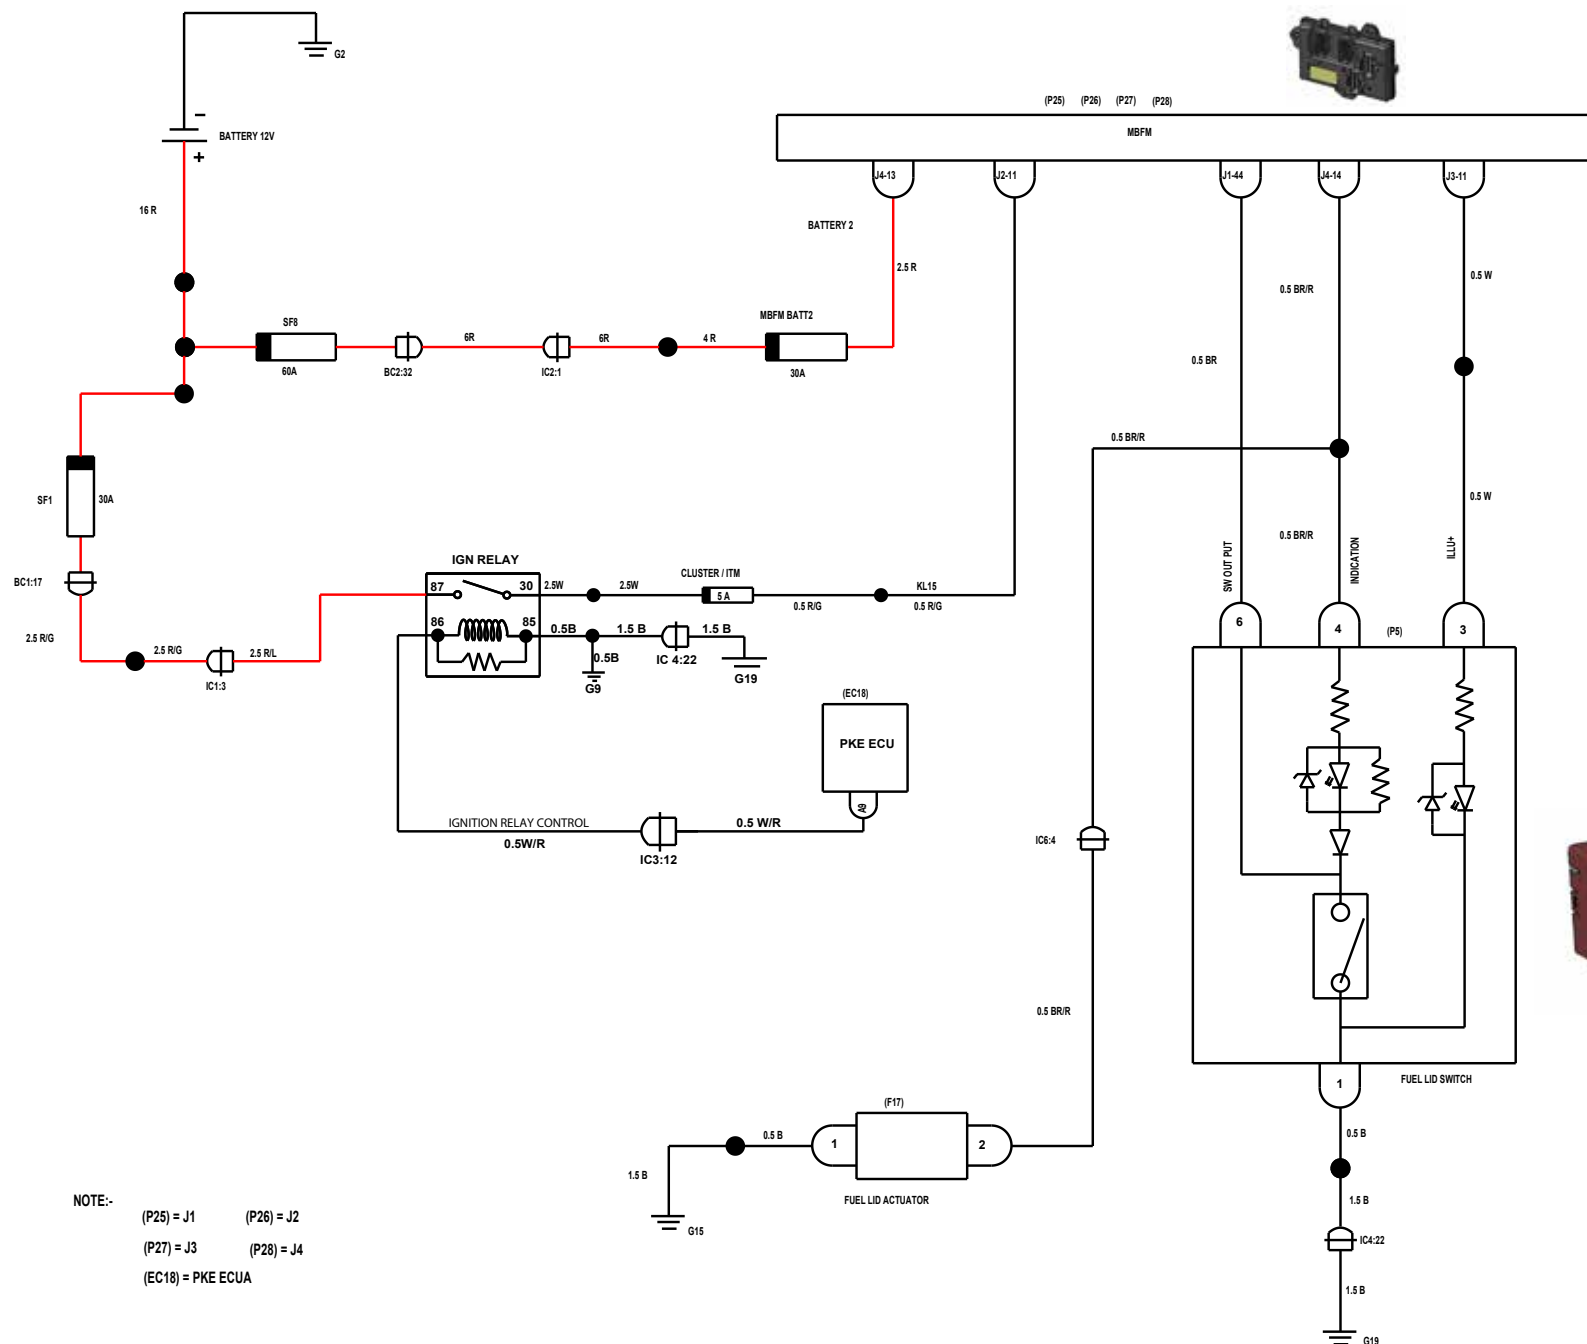 G2
(P25) (P26) (P27) (P28)
MBFM
BATTERY 12V
J4-13
J2-11
J1-44
J4-14
J3-11
16 R
BATTERY 2
2.5 R
0.5 W
0.5 BR/R
SF8
60A
BC2:32
6R
IC2:1
6R
4 R
MBFM BATT2
30A
0.5 BR
0.5 BR/R
0.5 W
SF1
30A
0.5 BR/R
SW OUT PUT
INDICATION
ILLU+
BC1:17
IGN RELAY
87
30
2.5W
2.5W
CLUSTER / ITM
5 A
0.5 R/G
KL15
0.5 R/G
86
85
0.5B
1.5 B
1.5 B
6
4
(P5)
3
2.5 R/G
2.5 R/G
2.5 R/L
IC1:3
0.5B
G9
IC 4:22
G19
(EC18)
PKE ECU
A9
IGNITION RELAY CONTROL
0.5W/R
IC3:12
0.5 W/R
IC6:4
0.5 BR/R
FUEL LID SWITCH
1
(F17)
1
2
0.5 B
1.5 B
FUEL LID ACTUATOR
G15
0.5 B
1.5 B
IC4:22
1.5 B
G19
NOTE:-
(P25) = J1 (P26) = J2
(P27) = J3 (P28) = J4
(EC18) = PKE ECUA